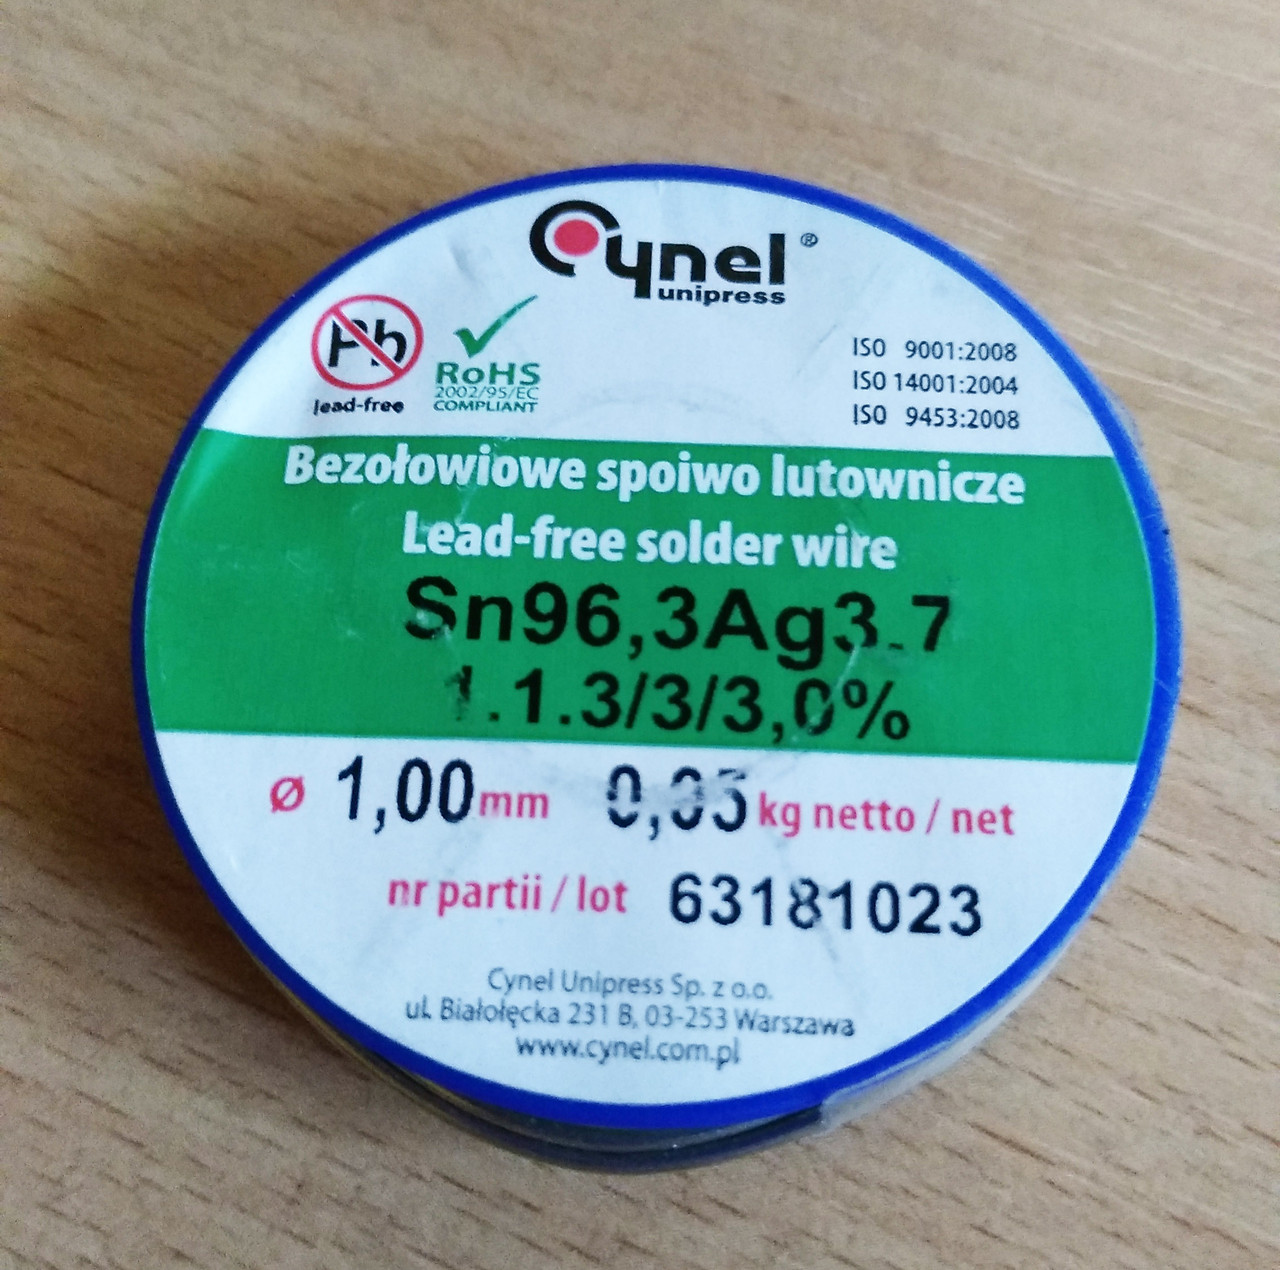 Cynel ®
unipress
Pb
lead-free
RoHS
2002/95/EC
COMPLIANT
ISO 9001:2008
ISO 14001:2004
ISO 9453:2008
Bezołowiowe spoiwo lutownicze
Lead-free solder wire
Sn96,3Ag3.7
1.1.3/3/3,0%
ø 1,00mm 0,05 kg netto / net
nr partii / lot 63181023
Cynel Unipress Sp. z o.o.
ul. Białołęcka 231 B, 03-253 Warszawa
www.cynel.com.pl